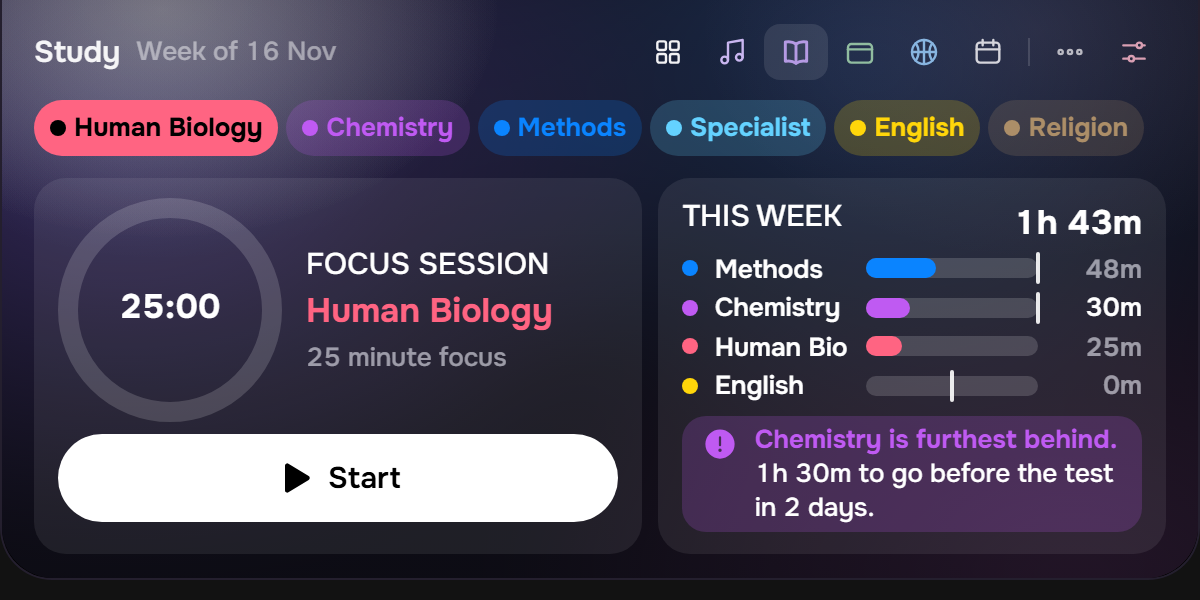 Study Week of 16 Nov
Human Biology
Chemistry
Methods
Specialist
English
Religion
25:00
FOCUS SESSION
Human Biology
25 minute focus
Start
THIS WEEK 1h 43m
Methods 48m
Chemistry 30m
Human Bio 25m
English 0m
Chemistry is furthest behind.
1h 30m to go before the test
in 2 days.